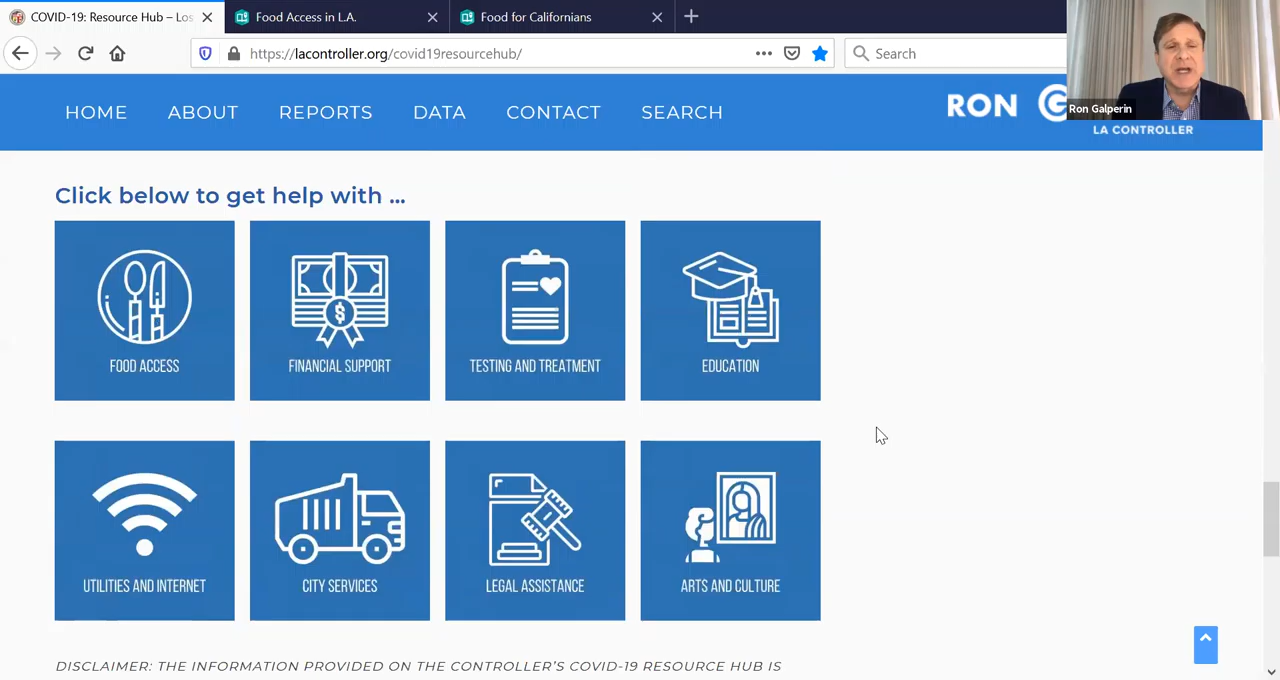 COVID-19: Resource Hub – Los
Food Access in L.A.
Food for Californians
https://lacontroller.org/covid19resourcehub/
Search
Ron Galperin
HOME ABOUT REPORTS DATA CONTACT SEARCH
RON G
LA CONTROLLER
Click below to get help with ...
FOOD ACCESS
FINANCIAL SUPPORT
TESTING AND TREATMENT
EDUCATION
UTILITIES AND INTERNET
CITY SERVICES
LEGAL ASSISTANCE
ARTS AND CULTURE
DISCLAIMER: THE INFORMATION PROVIDED ON THE CONTROLLER'S COVID-19 RESOURCE HUB IS